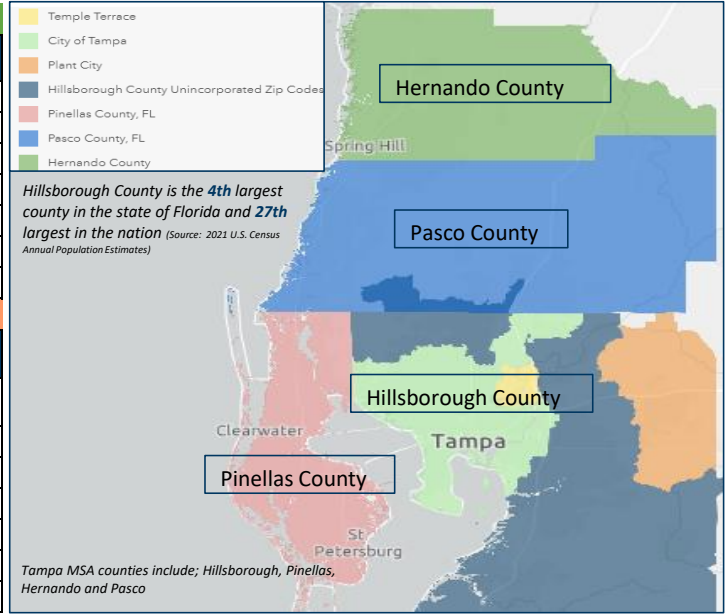 Temple Terrace
City of Tampa
Plant City
Hillsborough County Unincorporated Zip Codes
Pinellas County, FL
Pasco County, FL
Hernando County
Hillsborough County is the 4th largest
county in the state of Florida and 27th
largest in the nation (Source: 2021 U.S. Census
Annual Population Estimates)
Hernando County
Spring Hill
Pasco County
Hillsborough County
Clearwater
Tampa
Pinellas County
St
Petersburg
Tampa MSA counties include; Hillsborough, Pinellas,
Hernando and Pasco